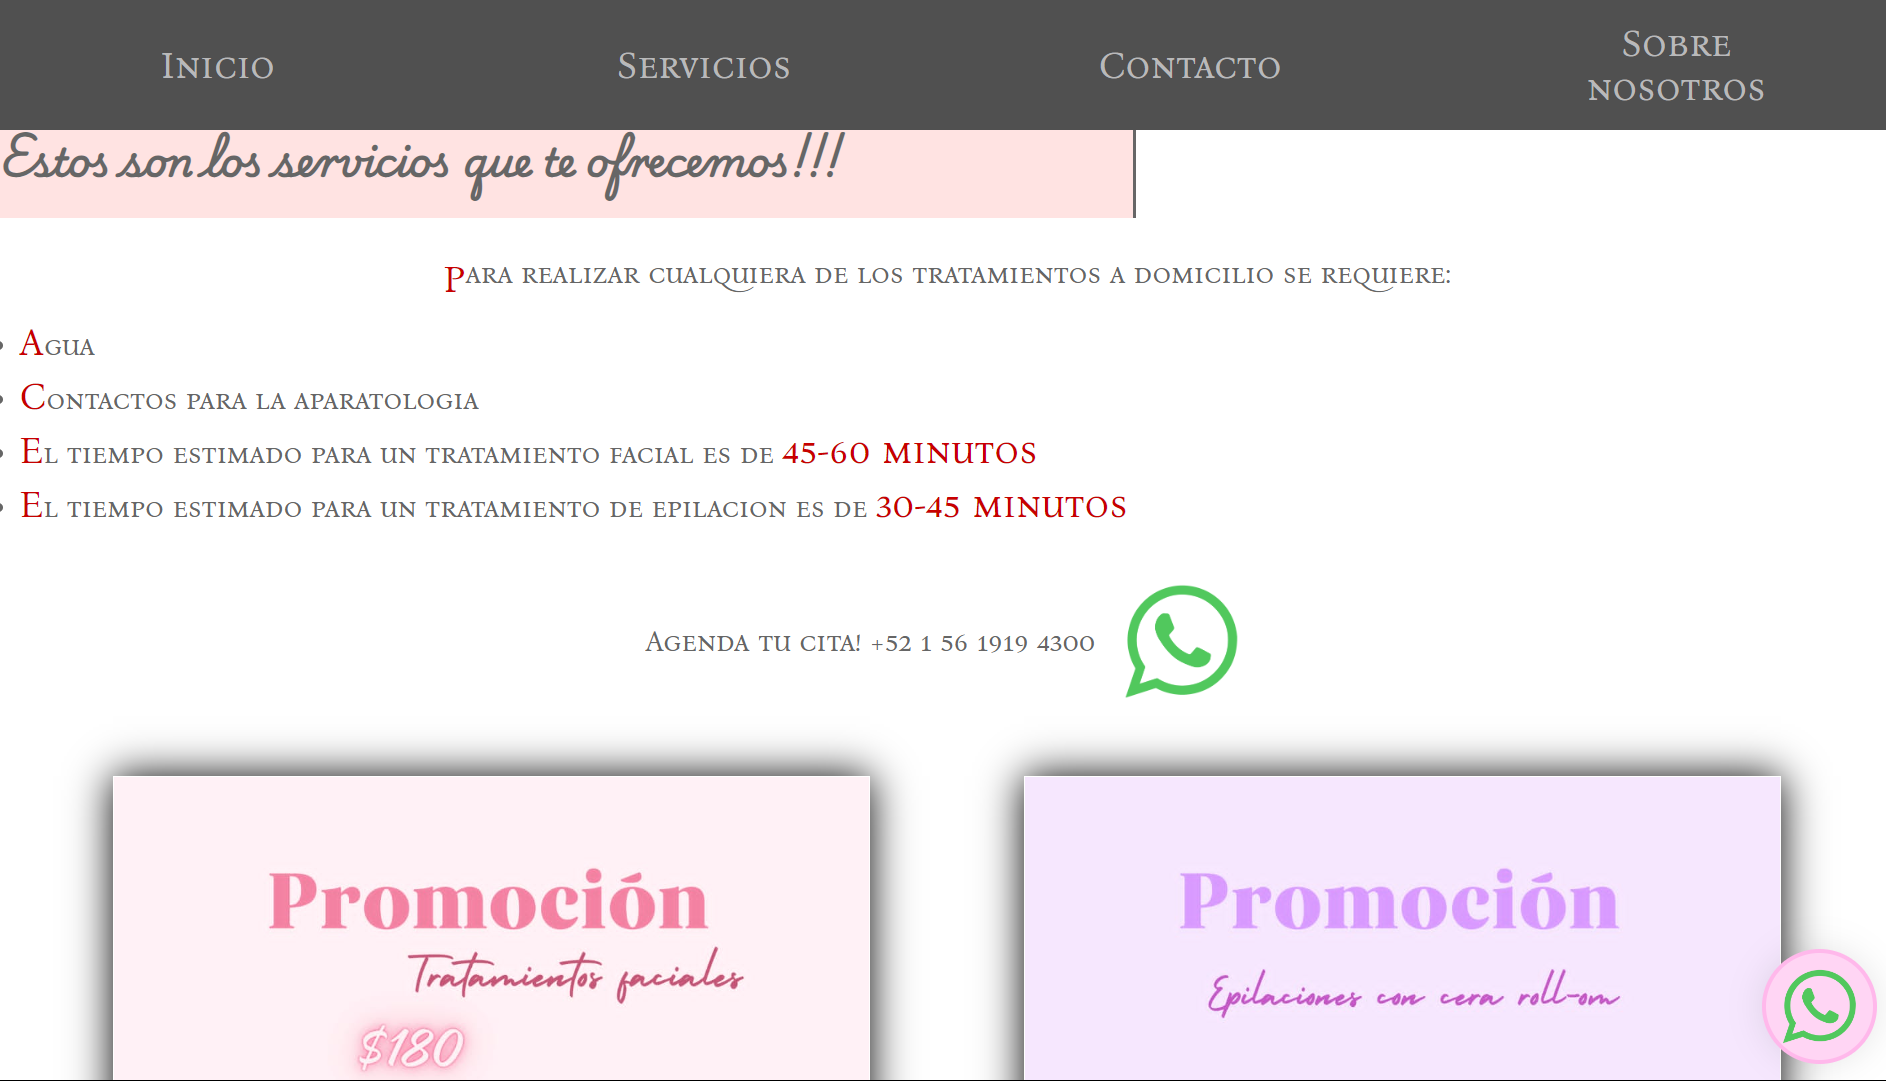 Inicio
Servicios
Contacto
Sobre
nosotros
Estos son los servicios que te ofrecemos!!!
Para realizar cualquiera de los tratamientos a domicilio se requiere:
Agua
Contactos para la aparatologia
El tiempo estimado para un tratamiento facial es de 45-60 minutos
El tiempo estimado para un tratamiento de epilacion es de 30-45 minutos
Agenda tu cita! +52 1 56 1919 4300
Promoción
Tratamientos faciales
$180
Promoción
Epilaciones con cera roll-om